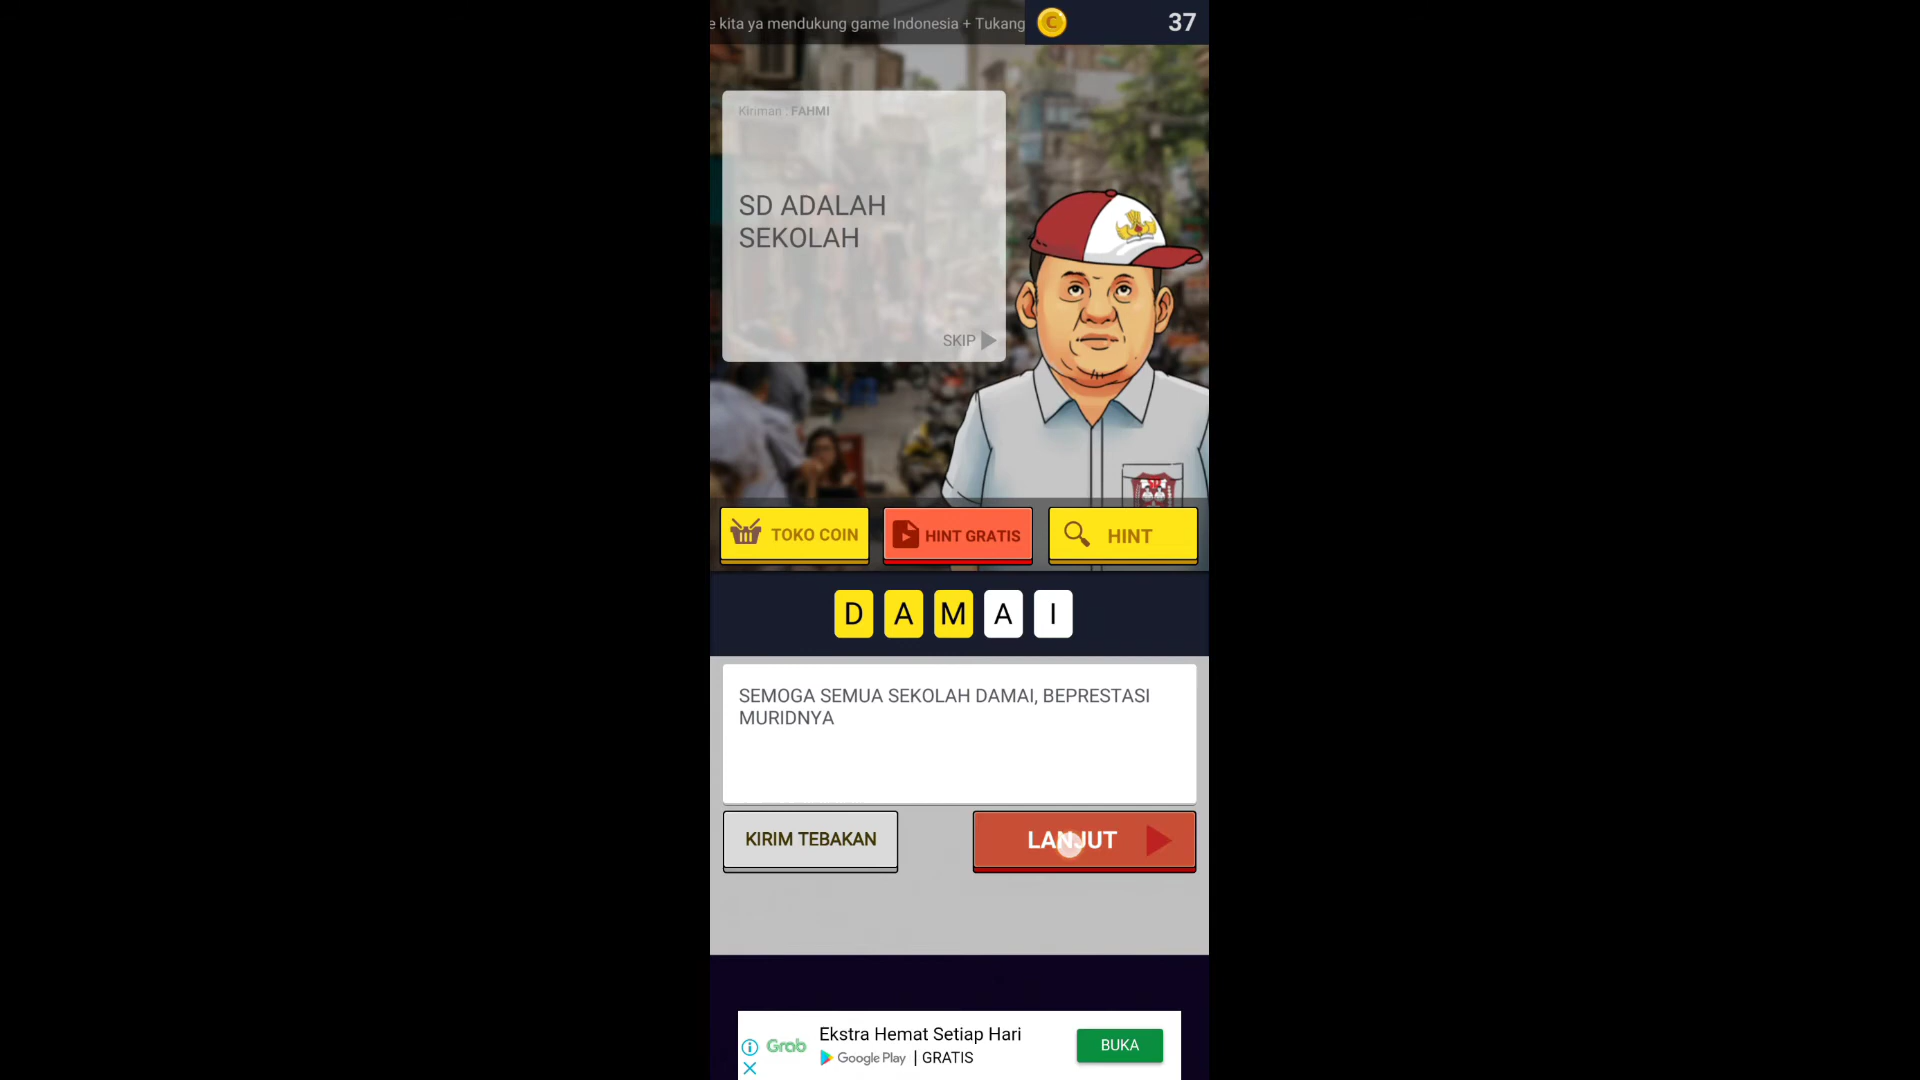 e kita ya mendukung game Indonesia + Tukang
37
Kiriman : FAHMI
SD ADALAH
SEKOLAH
SKIP
TOKO COIN
HINT GRATIS
HINT
DAMAI
SEMOGA SEMUA SEKOLAH DAMAI, BEPRESTASI
MURIDNYA
KIRIM TEBAKAN
LANJUT
Ekstra Hemat Setiap Hari
Grab
Google Play | GRATIS
BUKA